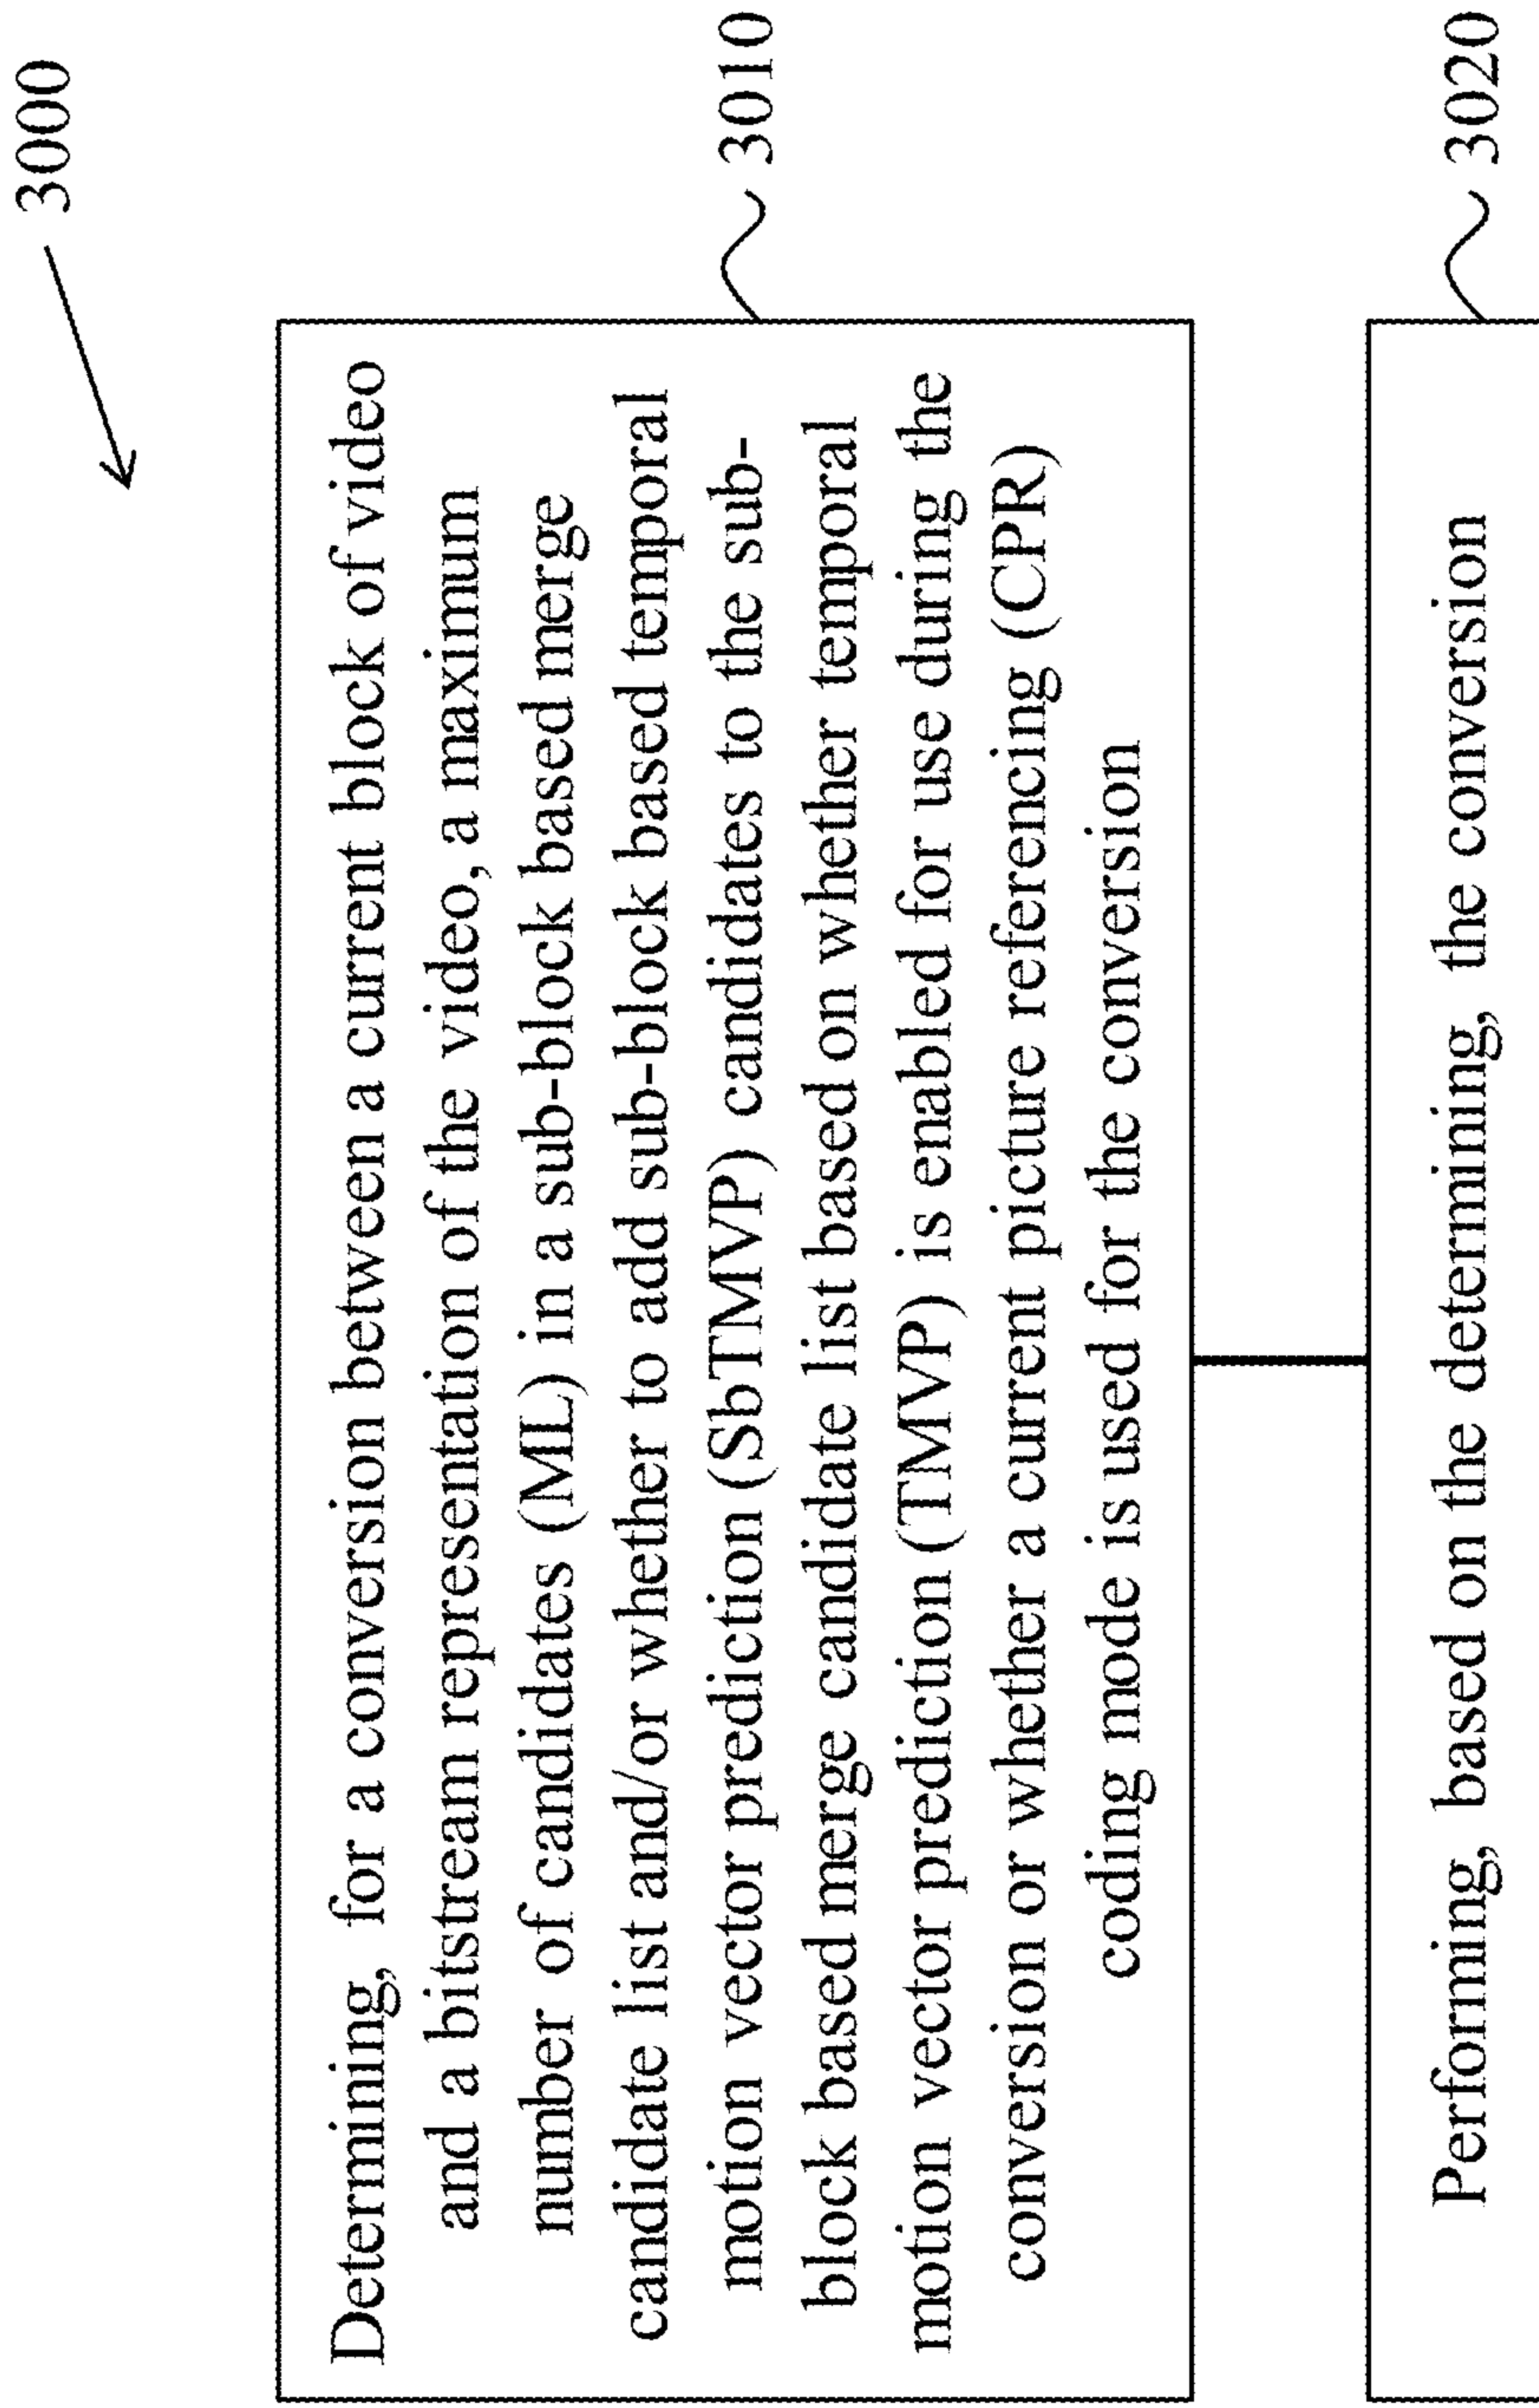 3000
Determining, for a conversion between a current block of video
and a bitstream representation of the video, a maximum
number of candidates (ML) in a sub-block based merge
candidate list and/or whether to add sub-block based temporal
motion vector prediction (SbTMVP) candidates to the sub-
block based merge candidate list based on whether temporal
motion vector prediction (TMVP) is enabled for use during the
conversion or whether a current picture referencing (CPR)
coding mode is used for the conversion
3010
Performing, based on the determining, the conversion
3020